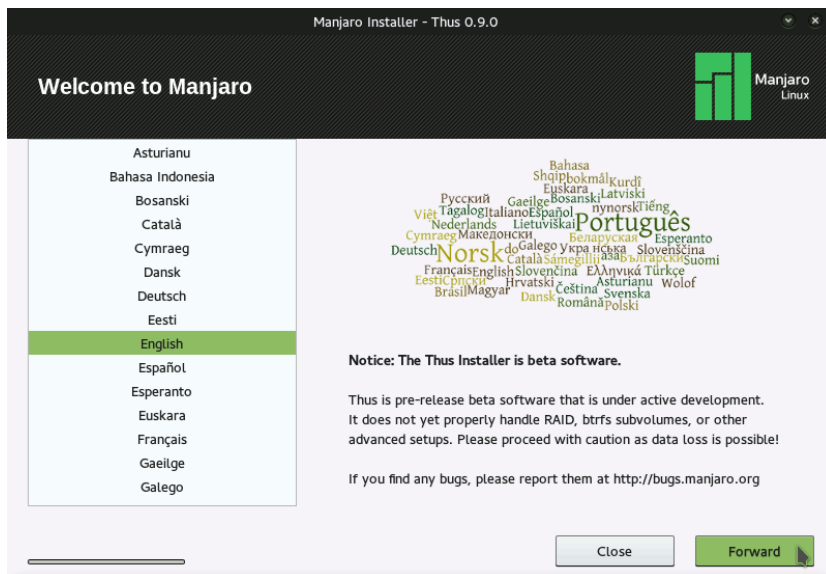 Manjaro Installer - Thus 0.9.0
Welcome to Manjaro
Manjaro
Linux
Asturianu
Bahasa Indonesia
Bosanski
Català
Cymraeg
Dansk
Deutsch
Eesti
English
Español
Esperanto
Euskara
Français
Gaeilge
Galego
Bahasa
Shqip bokmål Kurdî
Euskara
Русский Gaeilge Bosanski Latviski
Việt Tagalog Italiano Español nynorsk Tiếng
Nederlands Lietuviškai Português
Cymraeg Македонски Беларуская Esperanto
Deutsch Norsk do Galego Укра нська Slovenščina
Català Sámegillii аза Български Suomi
Français English Slovenčina Ελληνικά Türkçe
Eesti Српски Hrvatski Asturianu Wolof
Brasil Magyar Dansk Čeština Svenska
Română Polski
Notice: The Thus Installer is beta software.
Thus is pre-release beta software that is under active development.
It does not yet properly handle RAID, btrfs subvolumes, or other
advanced setups. Please proceed with caution as data loss is possible!
If you find any bugs, please report them at http://bugs.manjaro.org
Close
Forward